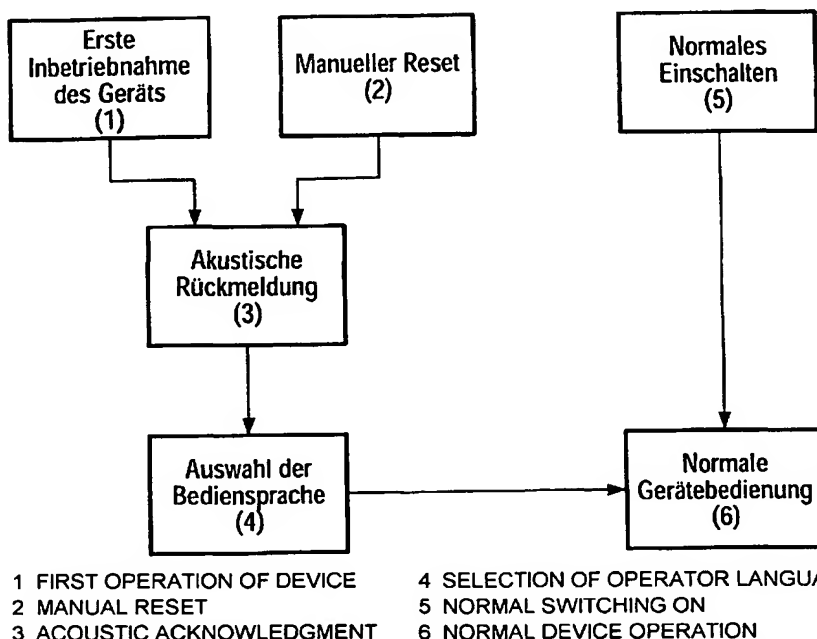 Erste
Inbetriebnahme
des Geräts
(1)
Manueller Reset
(2)
Normales
Einschalten
(5)
Akustische
Rückmeldung
(3)
Auswahl der
Bediensprache
(4)
Normale
Gerätebedienung
(6)
1 FIRST OPERATION OF DEVICE
2 MANUAL RESET
3 ACOUSTIC ACKNOWLEDGMENT
4 SELECTION OF OPERATOR
5 NORMAL SWITCHING ON
6 NORMAL DEVICE OPERATION